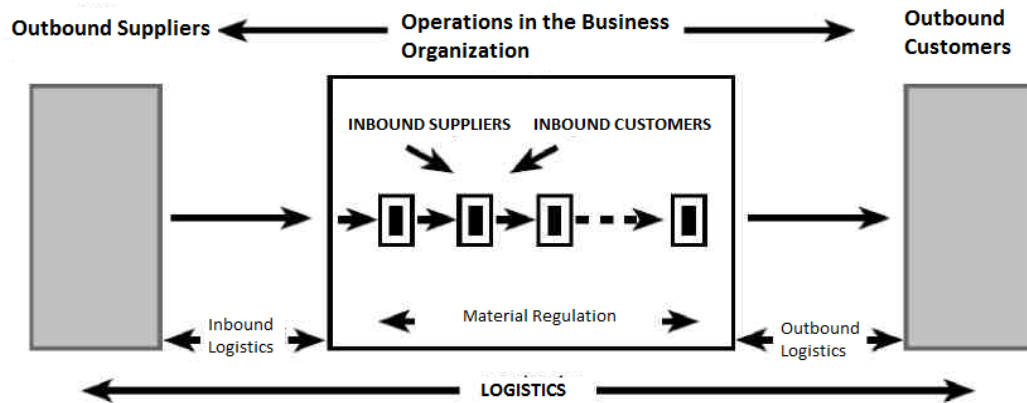 Outbound Suppliers
Operations in the Business
Organization
Outbound
Customers
INBOUND SUPPLIERS
INBOUND CUSTOMERS
Material Regulation
Inbound
Logistics
Outbound
Logistics
LOGISTICS